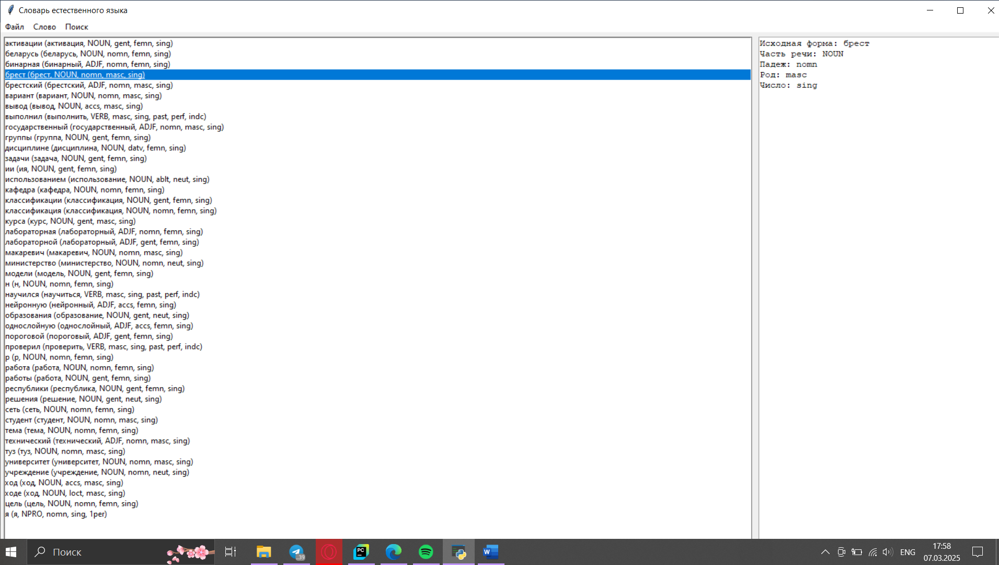 Словарь естественного языка
Файл Слово Поиск
активации (активация, NOUN, gent, femn, sing)
беларусь (беларусь, NOUN, nomn, femn, sing)
бинарная (бинарный, ADJF, nomn, femn, sing)
брест (брест, NOUN, nomn, masc, sing)
брестский (брестский, ADJF, nomn, masc, sing)
вариант (вариант, NOUN, nomn, masc, sing)
вывод (вывод, NOUN, accs, masc, sing)
выполнил (выполнить, VERB, masc, sing, past, perf, indc)
государственный (государственный, ADJF, nomn, masc, sing)
группы (группа, NOUN, gent, femn, sing)
дисциплине (дисциплина, NOUN, datv, femn, sing)
задачи (задача, NOUN, gent, femn, sing)
ии (ия, NOUN, gent, femn, sing)
использованием (использование, NOUN, ablt, neut, sing)
кафедра (кафедра, NOUN, nomn, femn, sing)
классификации (классификация, NOUN, gent, femn, sing)
классификация (классификация, NOUN, nomn, femn, sing)
курса (курс, NOUN, gent, masc, sing)
лабораторная (лабораторный, ADJF, nomn, femn, sing)
лабораторной (лабораторный, ADJF, gent, femn, sing)
макаревич (макаревич, NOUN, nomn, masc, sing)
министерство (министерство, NOUN, nomn, neut, sing)
модели (модель, NOUN, gent, femn, sing)
н (н, NOUN, nomn, femn, sing)
научился (научиться, VERB, masc, sing, past, perf, indc)
нейронную (нейронный, ADJF, accs, femn, sing)
образования (образование, NOUN, gent, neut, sing)
однослойную (однослойный, ADJF, accs, femn, sing)
пороговой (пороговый, ADJF, gent, femn, sing)
проверил (проверить, VERB, masc, sing, past, perf, indc)
р (р, NOUN, nomn, femn, sing)
работа (работа, NOUN, nomn, femn, sing)
работы (работа, NOUN, gent, femn, sing)
республики (республика, NOUN, gent, femn, sing)
решения (решение, NOUN, gent, neut, sing)
сеть (сеть, NOUN, nomn, femn, sing)
студент (студент, NOUN, nomn, masc, sing)
тема (тема, NOUN, nomn, femn, sing)
технический (технический, ADJF, nomn, masc, sing)
туз (туз, NOUN, nomn, masc, sing)
университет (университет, NOUN, nomn, masc, sing)
учреждение (учреждение, NOUN, nomn, neut, sing)
ход (ход, NOUN, accs, masc, sing)
ходе (ход, NOUN, loct, masc, sing)
цель (цель, NOUN, nomn, femn, sing)
я (я, NPRO, nomn, sing, 1per)
Исходная форма: брест
Часть речи: NOUN
Падеж: nomn
Род: masc
Число: sing
Поиск
..39
PC
W
ENG
17:58
07.03.2025